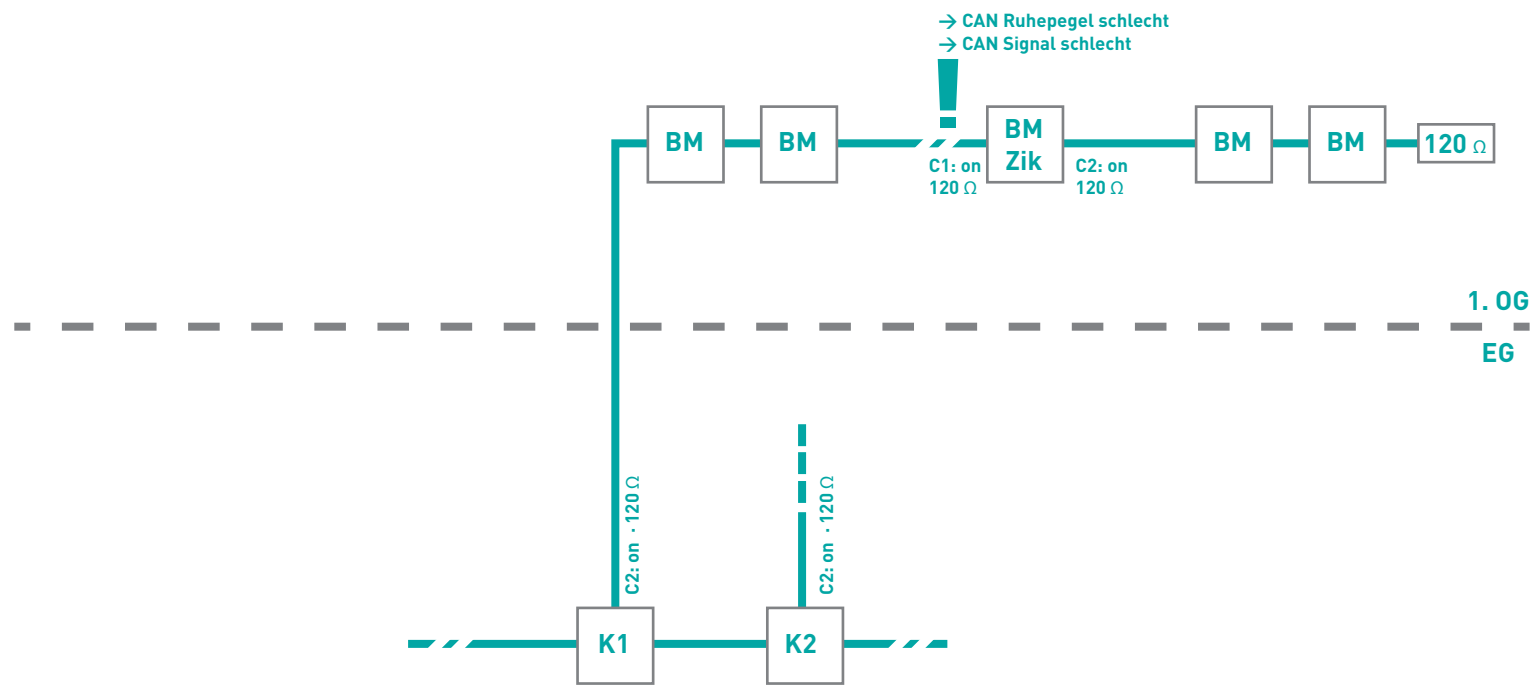 → CAN Ruhepegel schlecht
→ CAN Signal schlecht
BM
BM
C1: on
120 Ω
BM
Zik
C2: on
120 Ω
BM
BM
120 Ω
1. OG
EG
C2: on · 120 Ω
C2: on · 120 Ω
K1
K2